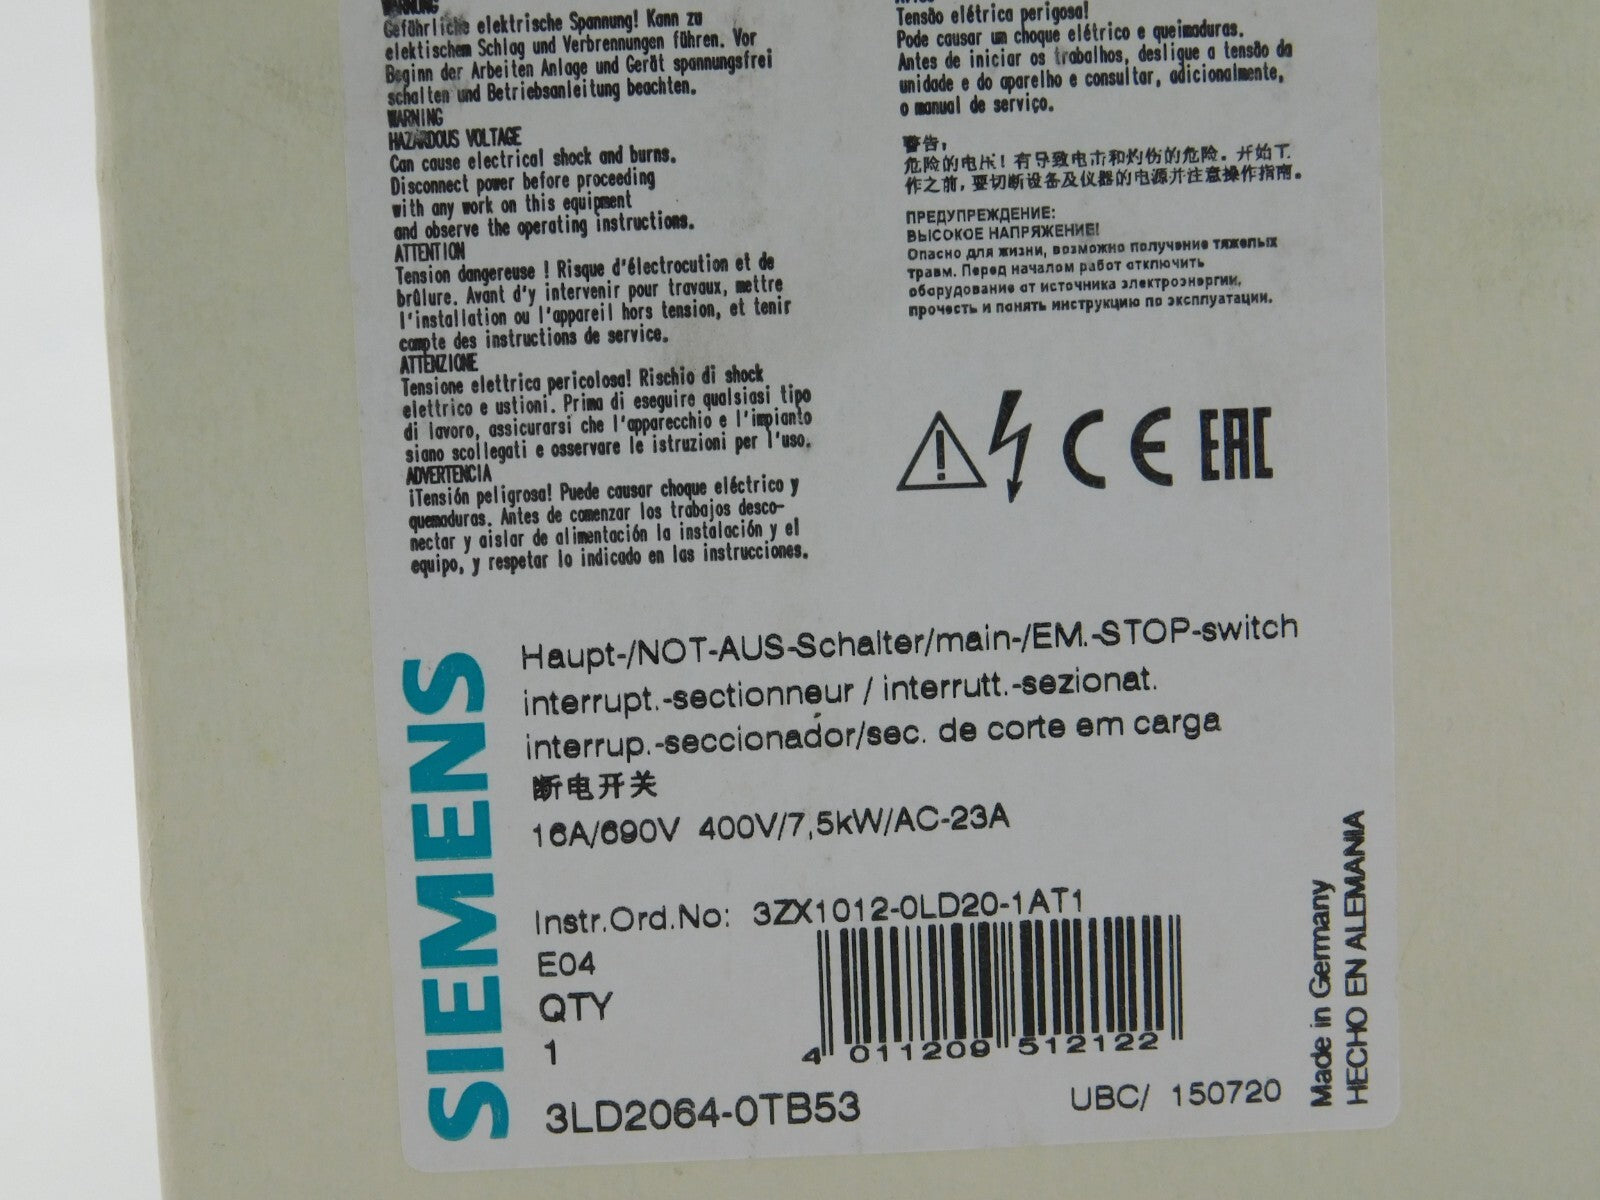 WARNUNG
Gefährliche elektrische Spannung! Kann zu
elektischem Schlag und Verbrennungen führen. Vor
Beginn der Arbeiten Anlage und Gerät spannungsfrei
schalten und Betriebsanleitung beachten.
WARNING
HAZARDOUS VOLTAGE
Can cause electrical shock and burns.
Disconnect power before proceeding
with any work on this equipment
and observe the operating instructions.
ATTENTION
Tension dangereuse ! Risque d'électrocution et de
brûlure. Avant d'y intervenir pour travaux, mettre
l'installation ou l'appareil hors tension, et tenir
compte des instructions de service.
ATTENZIONE
Tensione elettrica pericolosa! Rischio di shock
elettrico e ustioni. Prima di eseguire qualsiasi tipo
di lavoro, assicurarsi che l'apparecchio e l'impianto
siano scollegati e osservare le istruzioni per l'uso.
ADVERTENCIA
¡Tensión peligrosa! Puede causar choque eléctrico y
quemaduras. Antes de comenzar los trabajos desco-
nectar y aislar de alimentación la instalación y el
equipo, y respetar lo indicado en las instrucciones.
Tensão elétrica perigosa!
Pode causar um choque elétrico e queimaduras.
Antes de iniciar os trabalhos, desligue a tensão da
unidade e do aparelho e consultar, adicionalmente,
o manual de serviço.
警告,
危险的电压! 有导致电击和灼伤的危险。开始工
作之前, 要切断设备及仪器的电源并注意操作指南。
ПРЕДУПРЕЖДЕНИЕ:
ВЫСОКОЕ НАПРЯЖЕНИЕ!
Опасно для жизни, возможно получение тяжелых
травм. Перед началом работ отключить
оборудование от источника электроэнергии,
прочесть и понять инструкцию по эксплуатации.
CE EAC
SIEMENS
Haupt-/NOT-AUS-Schalter/main-/EM.-STOP-switch
interrupt.-sectionneur / interrutt.-sezionat.
interrup.-seccionador/sec. de corte em carga
断电开关
16A/690V 400V/7,5kW/AC-23A
Instr.Ord.No: 3ZX1012-0LD20-1AT1
E04
QTY
1
4 011209 512122
3LD2064-0TB53
UBC/ 150720
Made in Germany
HECHO EN ALEMANIA